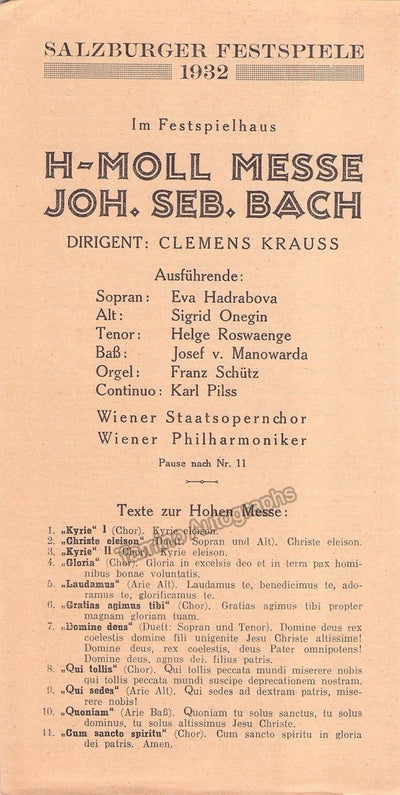 SALZBURGER FESTSPIELE
1932
Im Festspielhaus
H-MOLL MESSE
JOH. SEB. BACH
DIRIGENT: CLEMENS KRAUSS
Ausführende:
Sopran: Eva Hadrabova
Alt: Sigrid Onegin
Tenor: Helge Roswaenge
Baß: Josef v. Manowarda
Orgel: Franz Schütz
Continuo: Karl Pilss
Wiener Staatsopernchor
Wiener Philharmoniker
Pause nach Nr. 11
Texte zur Hohen Messe:
1. „Kyrie“ I (Chor). Kyrie eleison.
2. „Christe eleison“ (Duett: Sopran und Alt). Christe eleison.
3. „Kyrie“ II (Chor). Kyrie eleison.
4. „Gloria“ (Chor). Gloria in excelsis deo et in terra pax homi-
nibus bonae voluntatis.
5. „Laudamus“ (Arie Alt). Laudamus te, benedicimus te, ado-
ramus te, glorificamus te.
6. „Gratias agimus tibi“ (Chor). Gratias agimus tibi propter
magnam gloriam tuam.
7. „Domine deus“ (Duett: Sopran und Tenor). Domine deus rex
coelestis domine fili unigenite Jesu Christe altissime!
Domine deus, rex coelestis, deus Pater omnipotens!
Domine deus, agnus dei. filius patris.
8. „Qui tollis“ (Chor). Qui tollis peccata mundi miserere nobis
qui tollis peccata mundi suscipe deprecationem nostram.
9. „Qui sedes“ (Arie Alt). Qui sedes ad dextram patris, mise-
rere nobis!
10. „Quoniam“ (Arie Baß). Quoniam tu solus sanctus, tu solus
dominus, tu solus altissimus Jesu Christe.
11. „Cum sancto spiritu“ (Chor). Cum sancto spiritu in gloria
dei patris. Amen.
Tamino Autographs